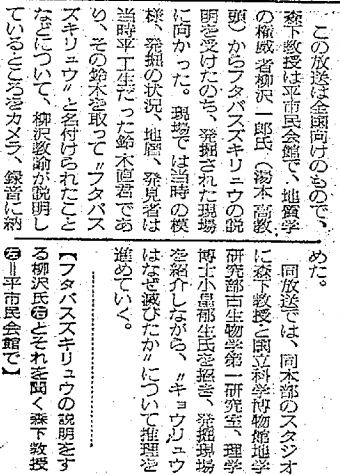 この放送は全国向けのもので、
森下教授は平市民会館で、地質学
の権威者柳沢一郎氏（湯本高教
頭）からフタバスズキリュウの説
明を受けたのち、発掘された現場
に向かった。現場では当時の模
様、発掘の状況、地層、発見者は
当時平工生だった鈴木直君であ
り、その鈴木を取って〝フタバス
ズキリュウ〟と名付けられたこと
などについて、柳沢教諭が説明し
ているところをカメラ、録音に納
めた。
同放送では、同本部のスタジオ
に森下教授と国立科学博物館地学
研究部古生物学第一研究室、理学
博士小畠郁生氏を招き、発掘現場
を紹介しながら、〝キョウリュウ
はなぜ滅びたか〟について推理を
進めていく。
【フタバスズキリュウの説明をす
る柳沢氏㊨とそれを聞く森下教授
㊧＝平市民会館で】